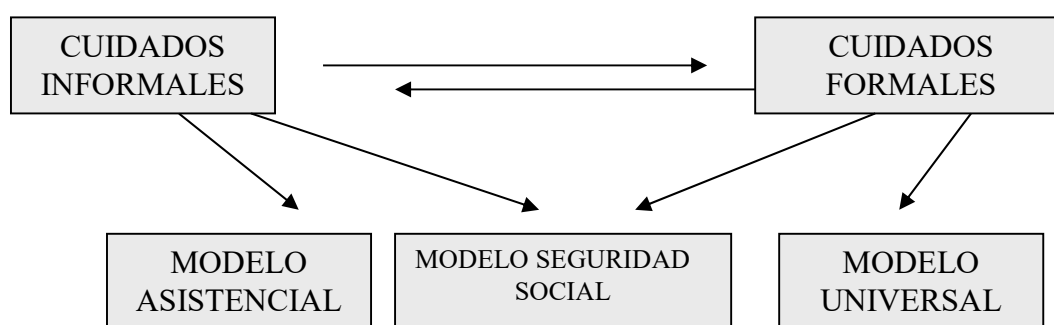 CUIDADOS
INFORMALES
CUIDADOS
FORMALES
MODELO
ASISTENCIAL
MODELO SEGURIDAD
SOCIAL
MODELO
UNIVERSAL